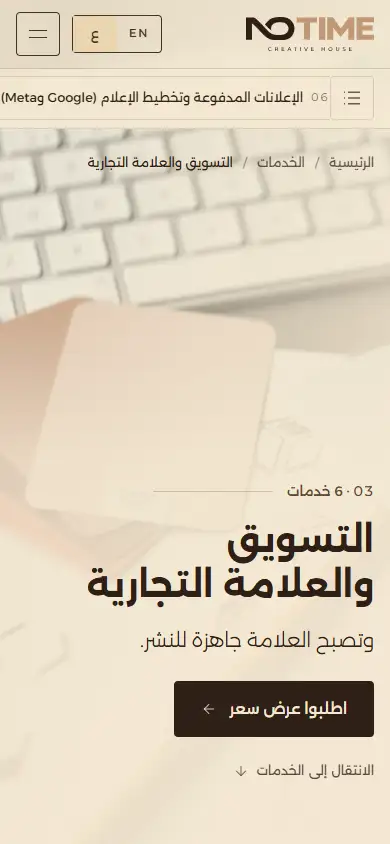 NOTIME
CREATIVE HOUSE
EN
ع
06 الإعلانات المدفوعة وتخطيط الإعلام (Google وMeta)
الرئيسية / الخدمات / التسويق والعلامة التجارية
03 · 6 خدمات
التسويق
والعلامة التجارية
وتصبح العلامة جاهزة للنشر.
اطلبوا عرض سعر ←
الانتقال إلى الخدمات ↓